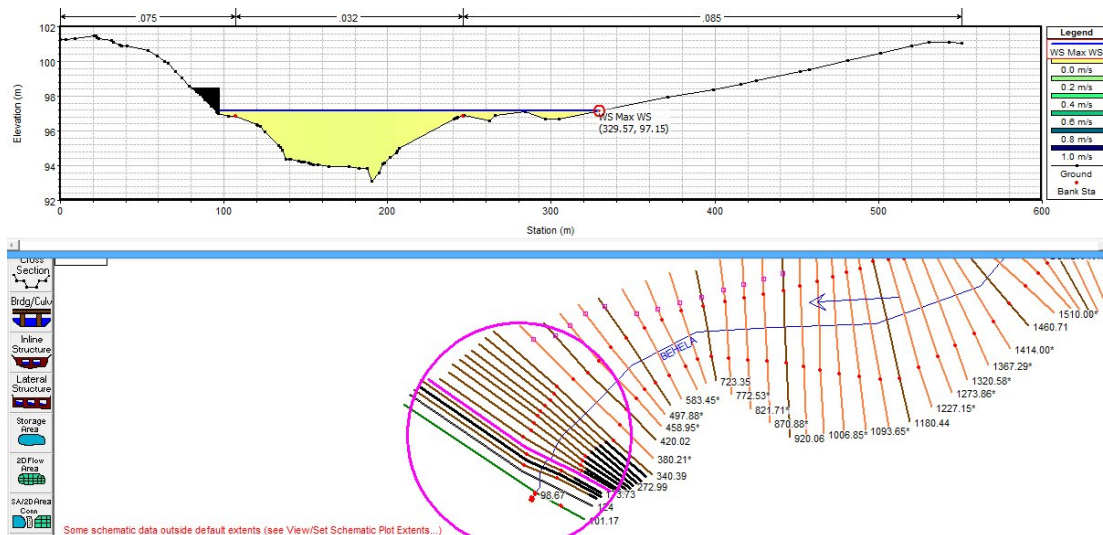 .075
.032
.085
102
100
98
96
94
92
Elevation (m)
0
100
200
300
400
500
600
Station (m)
WS Max WS
(329.57, 97.15)
Legend
WS Max WS
0.0 m/s
0.2 m/s
0.4 m/s
0.6 m/s
0.8 m/s
1.0 m/s
Ground
Bank Sta
Cross
Section
Brdg/Culv
Inline
Structure
Lateral
Structure
Storage
Area
2D Flow
Area
SA/2D Area
Conn
BEHELA
1510.00*
1460.71
1414.00*
1367.29*
1320.58*
1273.86*
1227.15*
1180.44
1093.65*
1006.85*
920.06
870.88*
821.71*
772.53*
723.35
583.45*
497.88*
458.95*
420.02
380.21*
340.39
272.99
124
101.17
98.67
Some schematic data outside default extents (see View/Set Schematic Plot Extents...)